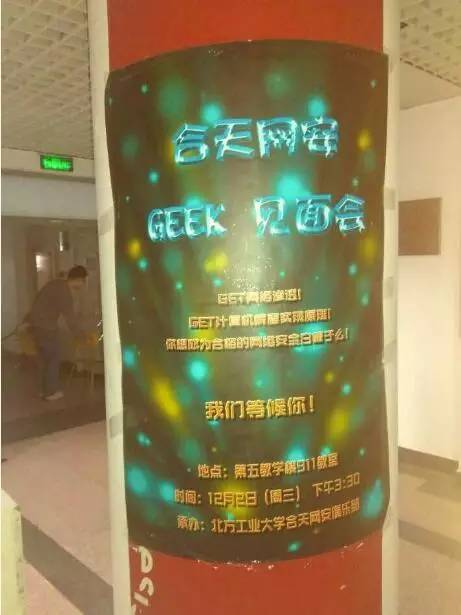 合天网安
GEEK 见面会
GET网络渗透!
GET计算机病毒实现原理!
你想成为合格的网络安全白帽子么!
我们等候你!
地点: 第五教学楼911教室
时间: 12月2日 (周三) 下午3:30
承办: 北方工业大学合天网安俱乐部